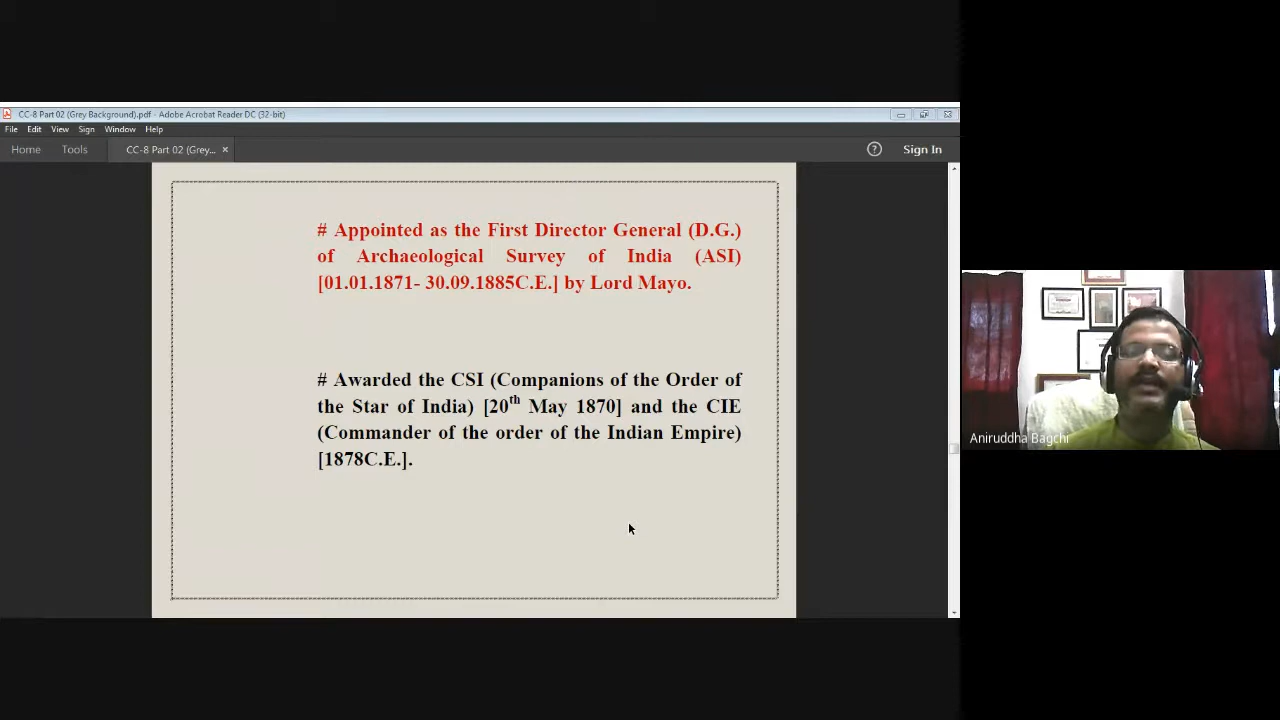 CC-8 Part 02 (Grey Background).pdf - Adobe Acrobat Reader DC (32-bit)
File Edit View Sign Window Help
Home Tools CC-8 Part 02 (Grey... × Sign In
# Appointed as the First Director General (D.G.)
of Archaeological Survey of India (ASI)
[01.01.1871- 30.09.1885C.E.] by Lord Mayo.
# Awarded the CSI (Companions of the Order of
the Star of India) [20th May 1870] and the CIE
(Commander of the order of the Indian Empire)
[1878C.E.].
Aniruddha Bagchi